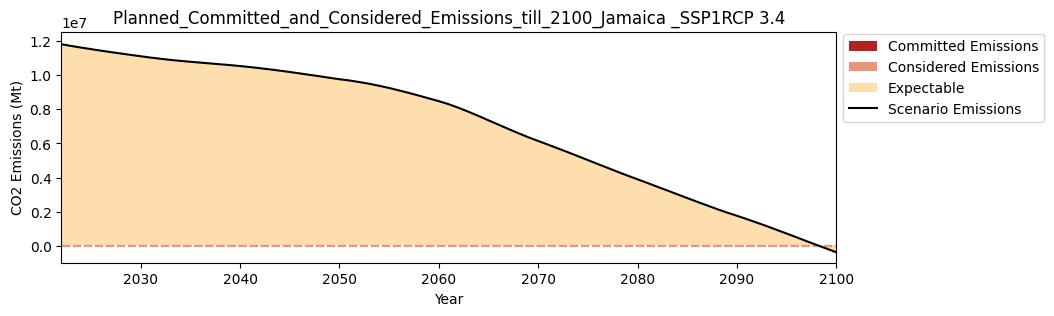 Planned_Committed_and_Considered_Emissions_till_2100_Jamaica _SSP1RCP 3.4
1e7
1.2
1.0
0.8
0.6
0.4
0.2
0.0
CO2 Emissions (Mt)
2030 2040 2050 2060 2070 2080 2090 2100
Year
Committed Emissions
Considered Emissions
Expectable
Scenario Emissions